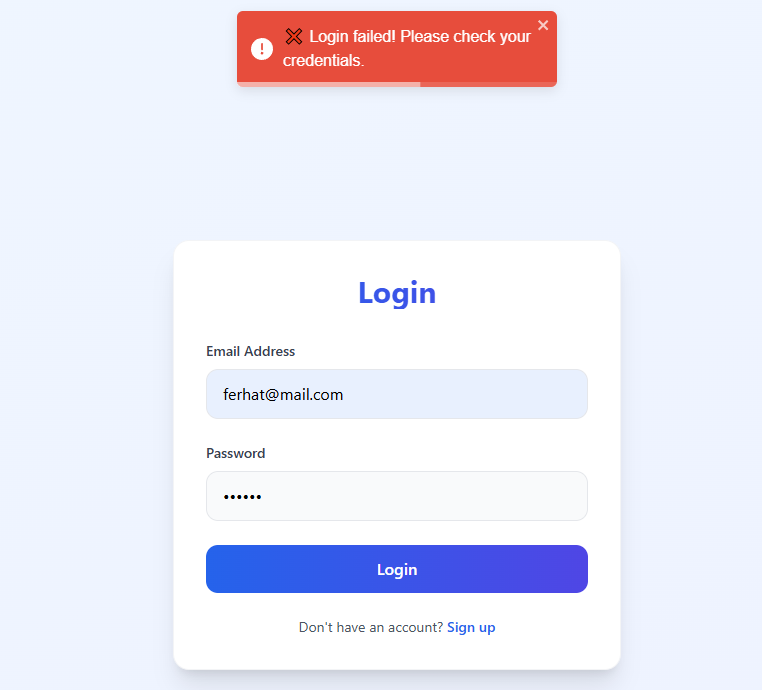 ❌ Login failed! Please check your
credentials.
Login
Email Address
ferhat@mail.com
Password
••••••
Login
Don't have an account? Sign up